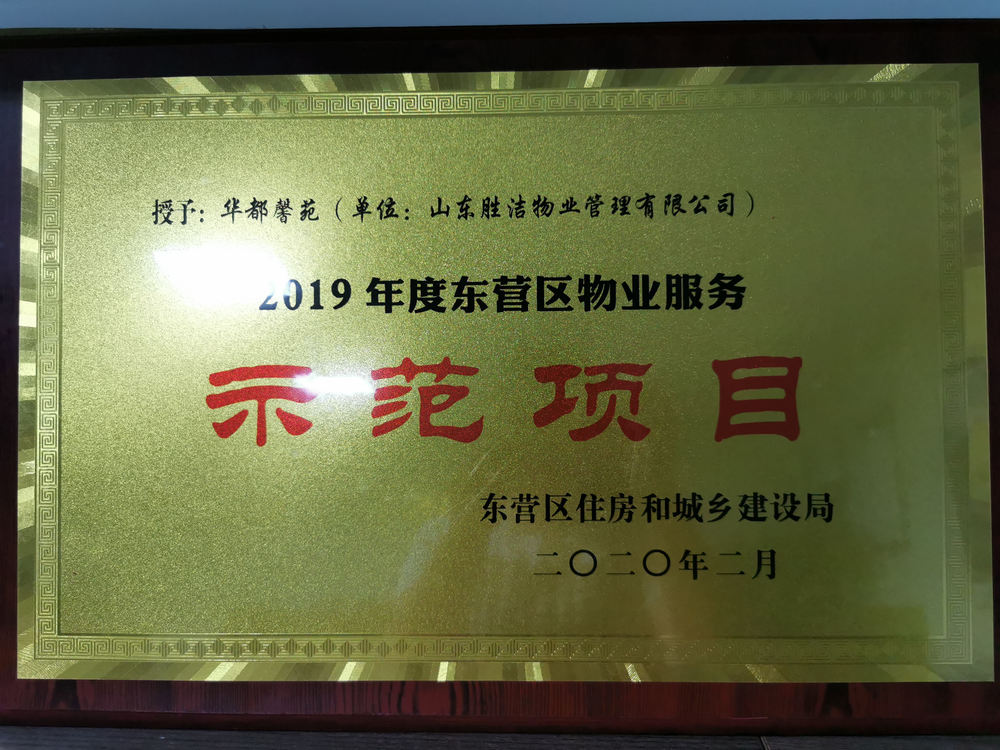 授予：华都馨苑（单位：山东胜洁物业管理有限公司）
2019年度东营区物业服务
示范项目
东营区住房和城乡建设局
二〇二〇年二月